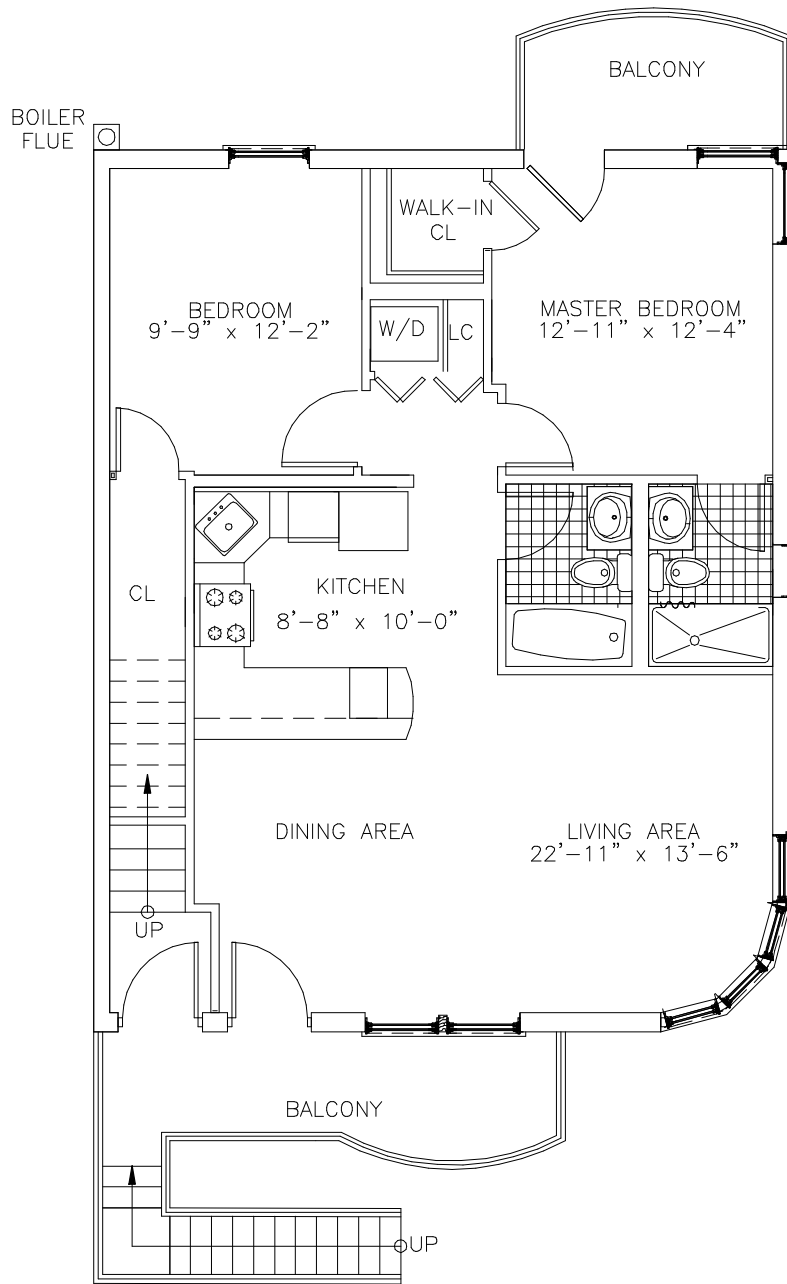 BALCONY
BOILER
FLUE
WALK-IN
CL
BEDROOM
9'-9" x 12'-2"
MASTER BEDROOM
12'-11" x 12'-4"
W/D
LC
CL
KITCHEN
8'-8" x 10'-0"
DINING AREA
LIVING AREA
22'-11" x 13'-6"
UP
BALCONY
UP